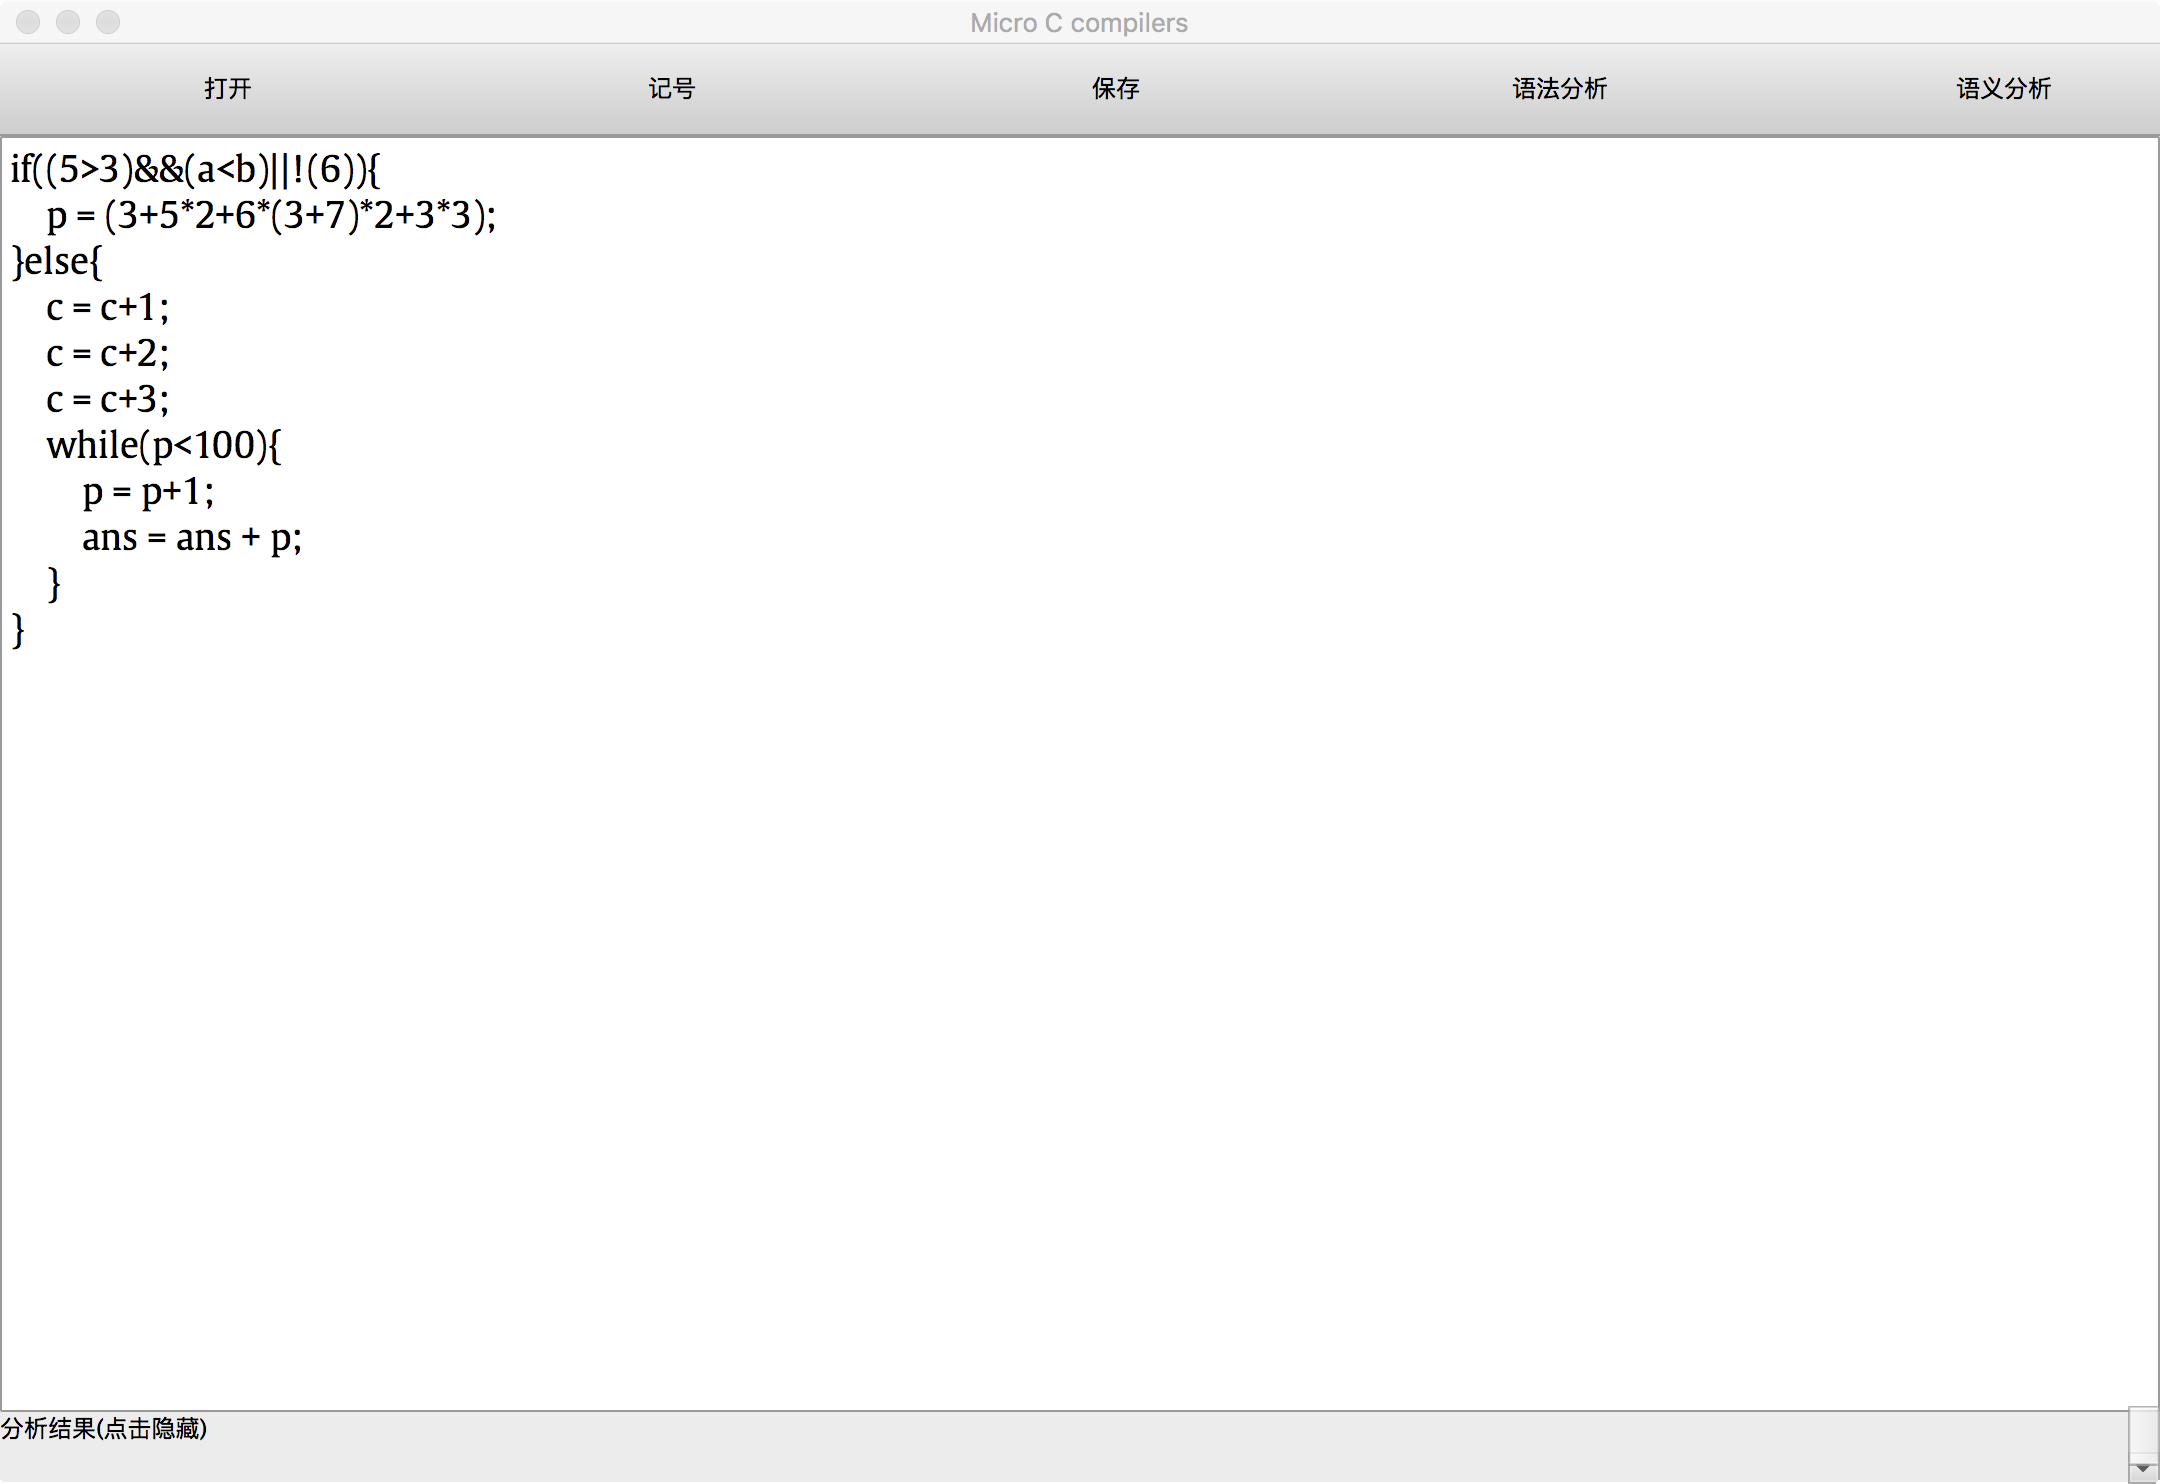 Micro C compilers
打开 记号 保存 语法分析 语义分析
if((5>3)&&(a<b)||!(6)){
    p = (3+5*2+6*(3+7)*2+3*3);
}else{
    c = c+1;
    c = c+2;
    c = c+3;
    while(p<100){
        p = p+1;
        ans = ans + p;
    }
}
分析结果(点击隐藏)